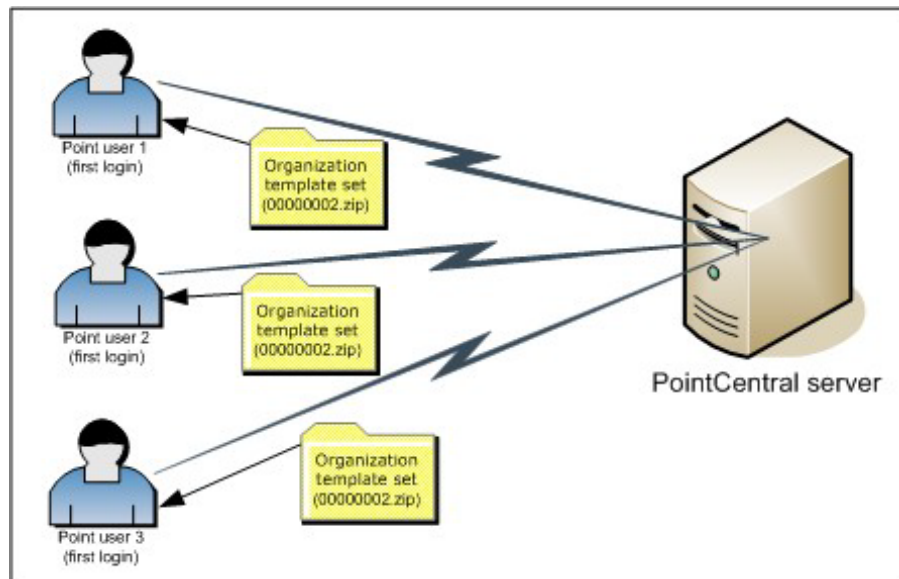 Point user 1
(first login)
Organization
template set
(00000002.zip)
Point user 2
(first login)
Organization
template set
(00000002.zip)
PointCentral server
Point user 3
(first login)
Organization
template set
(00000002.zip)